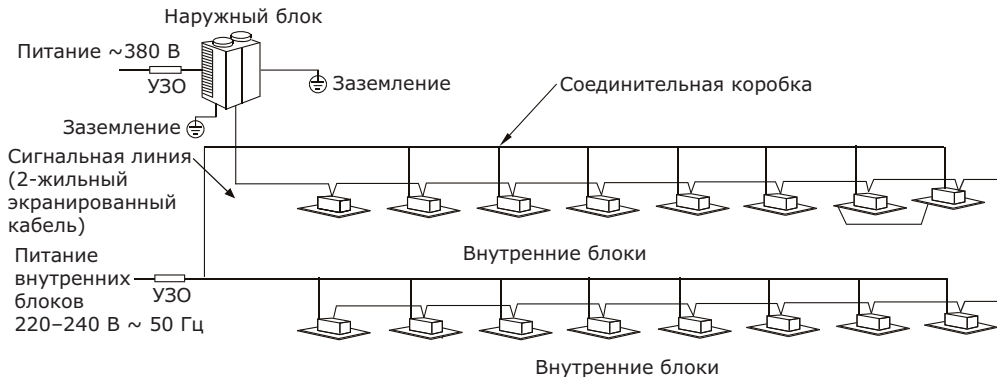 Наружный блок
Питание ~380 В
УЗО
Заземление
Соединительная коробка
Заземление
Сигнальная линия
(2-жильный
экранированный
кабель)
Внутренние блоки
Питание
внутренних
блоков
220–240 В ~ 50 Гц
УЗО
Внутренние блоки